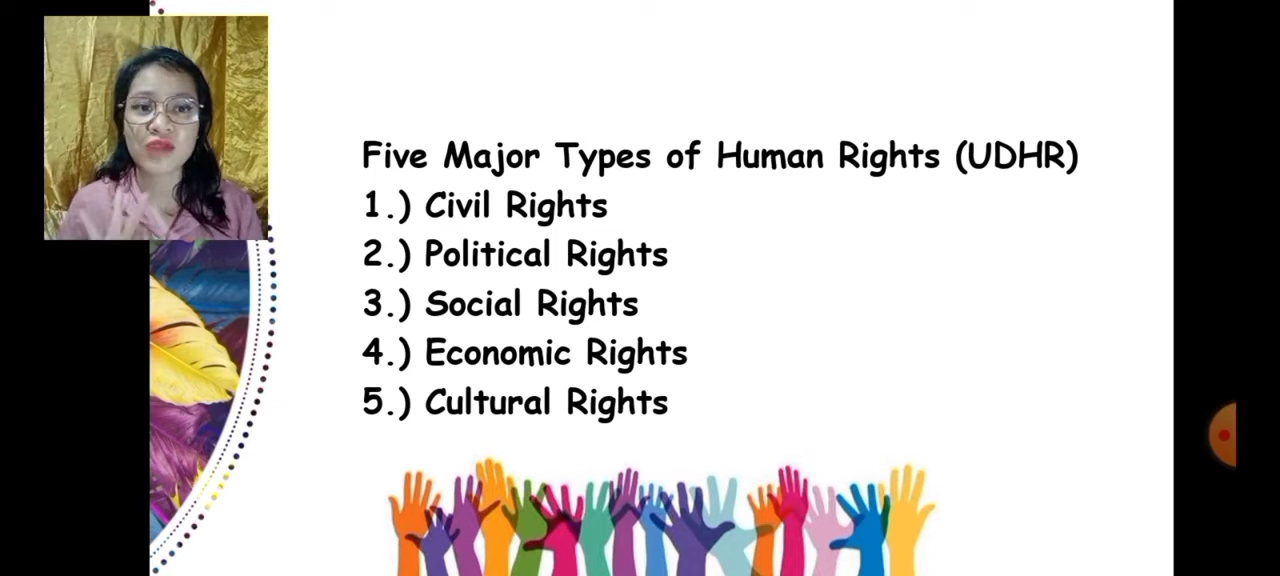 Five Major Types of Human Rights (UDHR)
1.) Civil Rights
2.) Political Rights
3.) Social Rights
4.) Economic Rights
5.) Cultural Rights